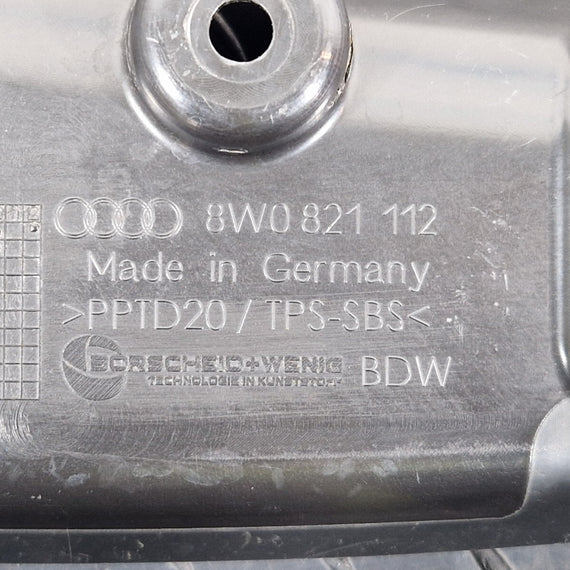 8W0 821 112
Made in Germany
>PPTD20 / TPS-SBS<
BORSCHEID+WENIG BDW
TECHNOLOGIE IN KUNSTSTOFF